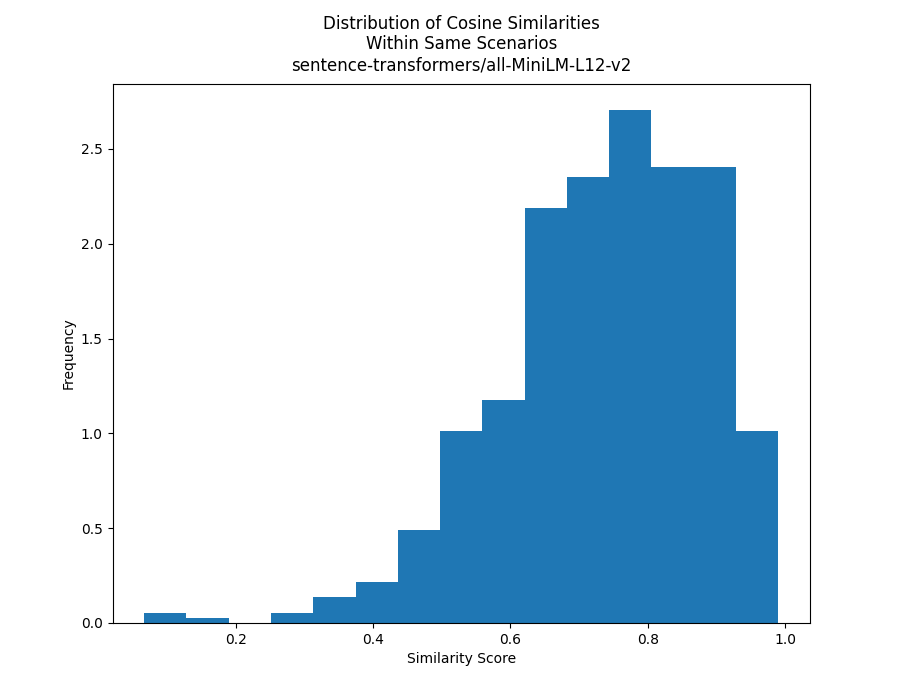 Distribution of Cosine Similarities
Within Same Scenarios
sentence-transformers/all-MiniLM-L12-v2
2.5
2.0
1.5
1.0
0.5
0.0
Frequency
0.2 0.4 0.6 0.8 1.0
Similarity Score